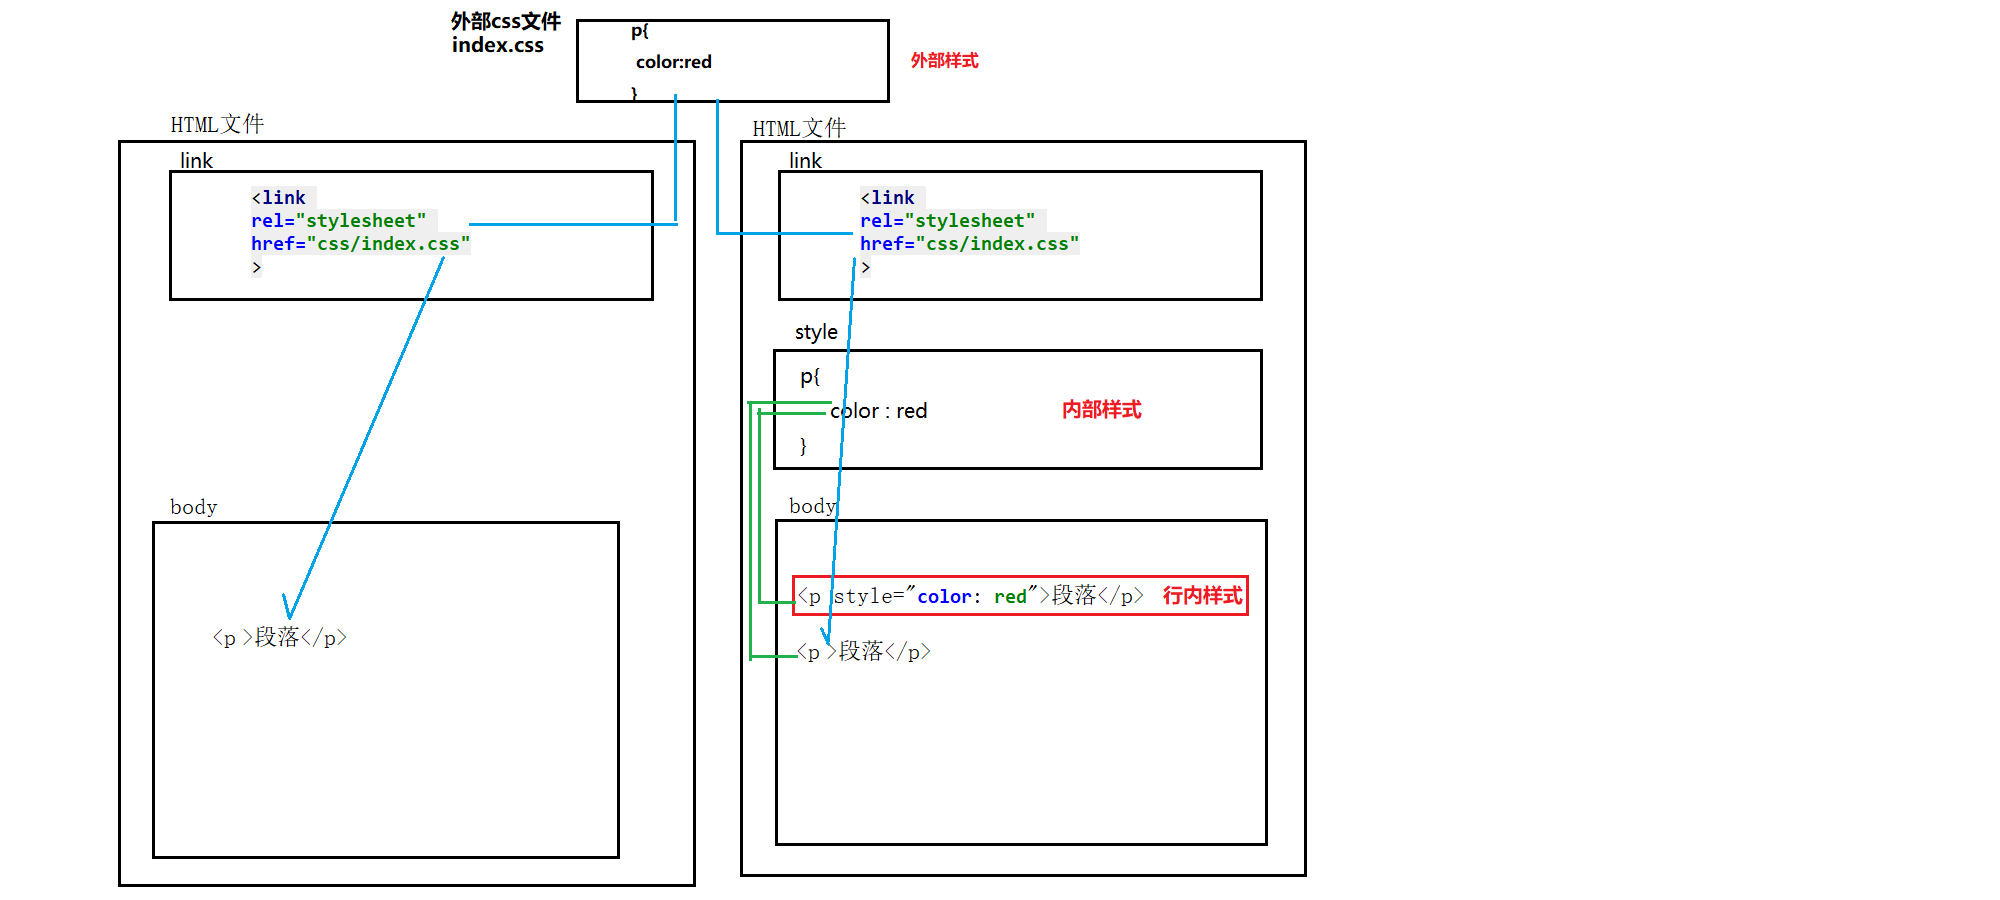 外部css文件
index.css
p{
color:red
}
外部样式
HTML文件
link
<link
rel="stylesheet"
href="css/index.css"
>
body
<p >段落</p>
HTML文件
link
<link
rel="stylesheet"
href="css/index.css"
>
style
p{
color : red
}
内部样式
body
<p style="color: red">段落</p> 行内样式
<p >段落</p>